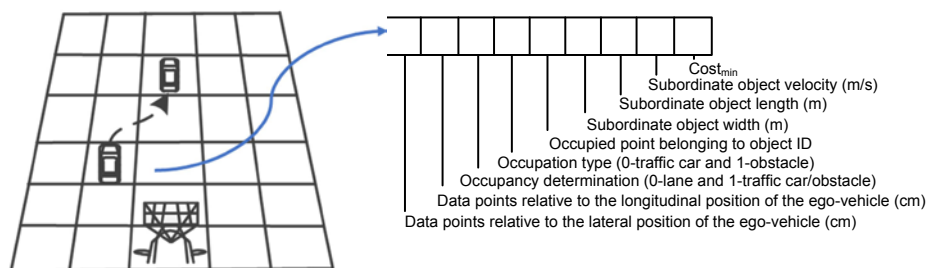 Cost_min
Subordinate object velocity (m/s)
Subordinate object length (m)
Subordinate object width (m)
Occupied point belonging to object ID
Occupation type (0-traffic car and 1-obstacle)
Occupancy determination (0-lane and 1-traffic car/obstacle)
Data points relative to the longitudinal position of the ego-vehicle (cm)
Data points relative to the lateral position of the ego-vehicle (cm)